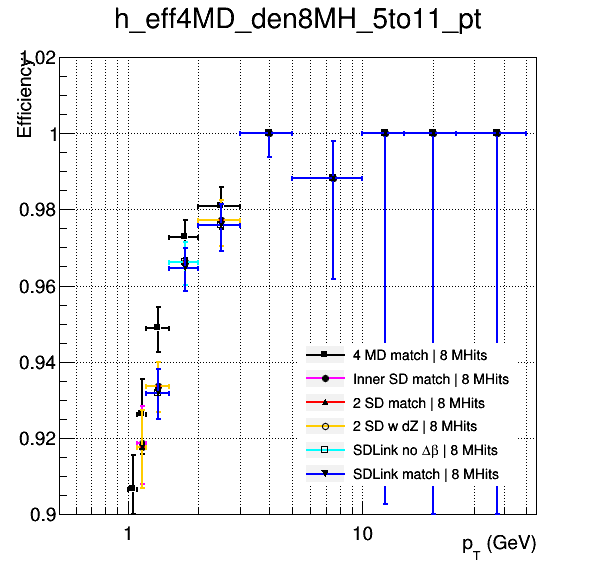 h_eff4MD_den8MH_5to11_pt
Efficiency
1.02
1
0.98
0.96
0.94
0.92
0.9
4 MD match | 8 MHits
Inner SD match | 8 MHits
2 SD match | 8 MHits
2 SD w dZ | 8 MHits
SDLink no Δβ | 8 MHits
SDLink match | 8 MHits
1
10
p_T (GeV)